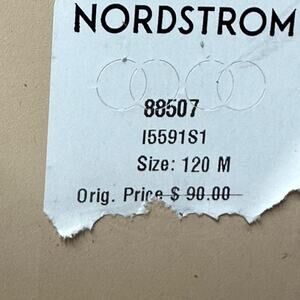 NORDSTROM
88507
I5591S1
Size: 120 M
Orig. Price $ 90.00